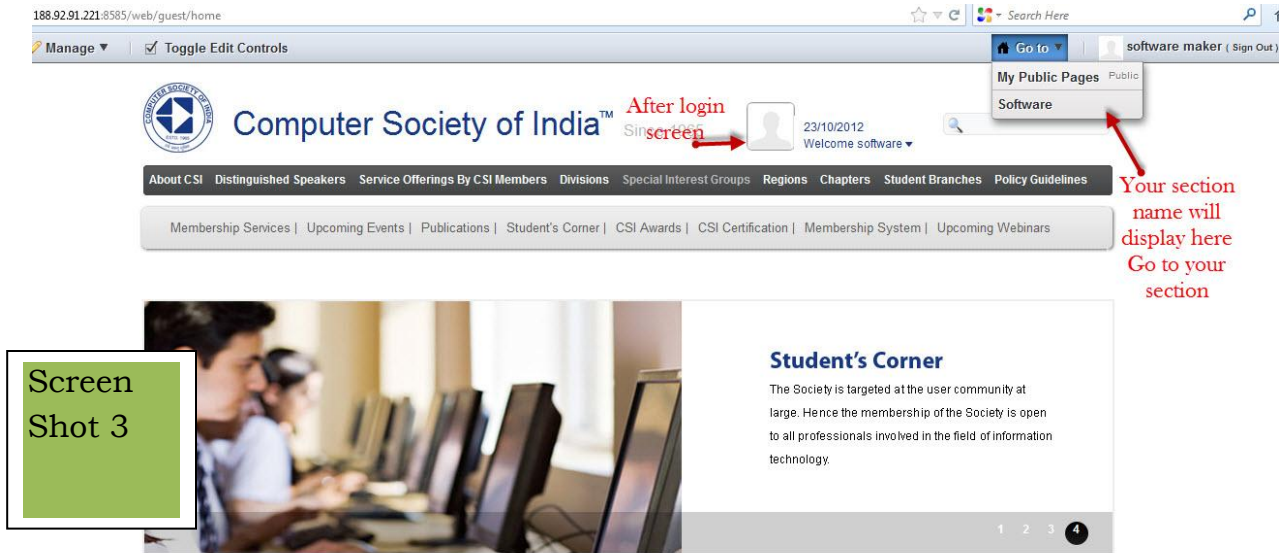 188.92.91.221:8585/web/guest/home
Search Here
Manage
Toggle Edit Controls
Go to
software maker ( Sign Out )
My Public Pages Public
Software
COMPUTER SOCIETY OF INDIA
Computer Society of India™
After login
screen
23/10/2012
Welcome software
About CSI Distinguished Speakers Service Offerings By CSI Members Divisions Special Interest Groups Regions Chapters Student Branches Policy Guidelines
Membership Services | Upcoming Events | Publications | Student's Corner | CSI Awards | CSI Certification | Membership System | Upcoming Webinars
Your section
name will
display here
Go to your
section
Screen
Shot 3
Student's Corner
The Society is targeted at the user community at
large. Hence the membership of the Society is open
to all professionals involved in the field of information
technology.
1 2 3 4